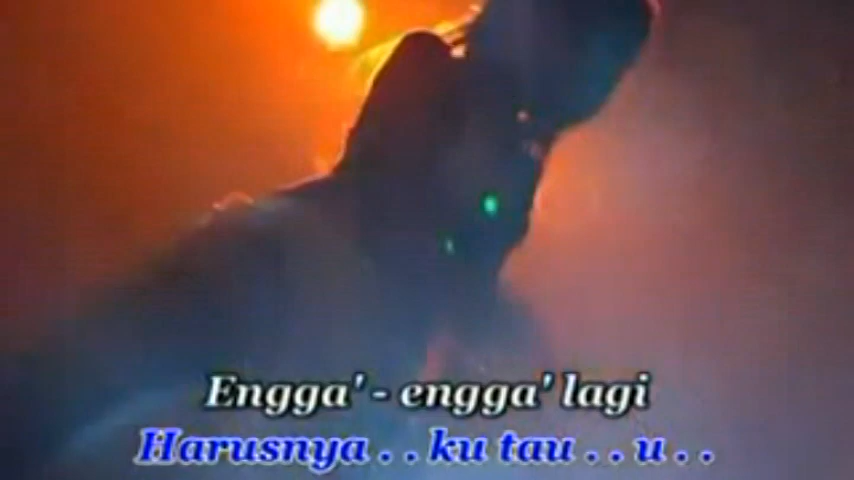 Engga' - engga' lagi
Harusnya . . ku tau . . u . .